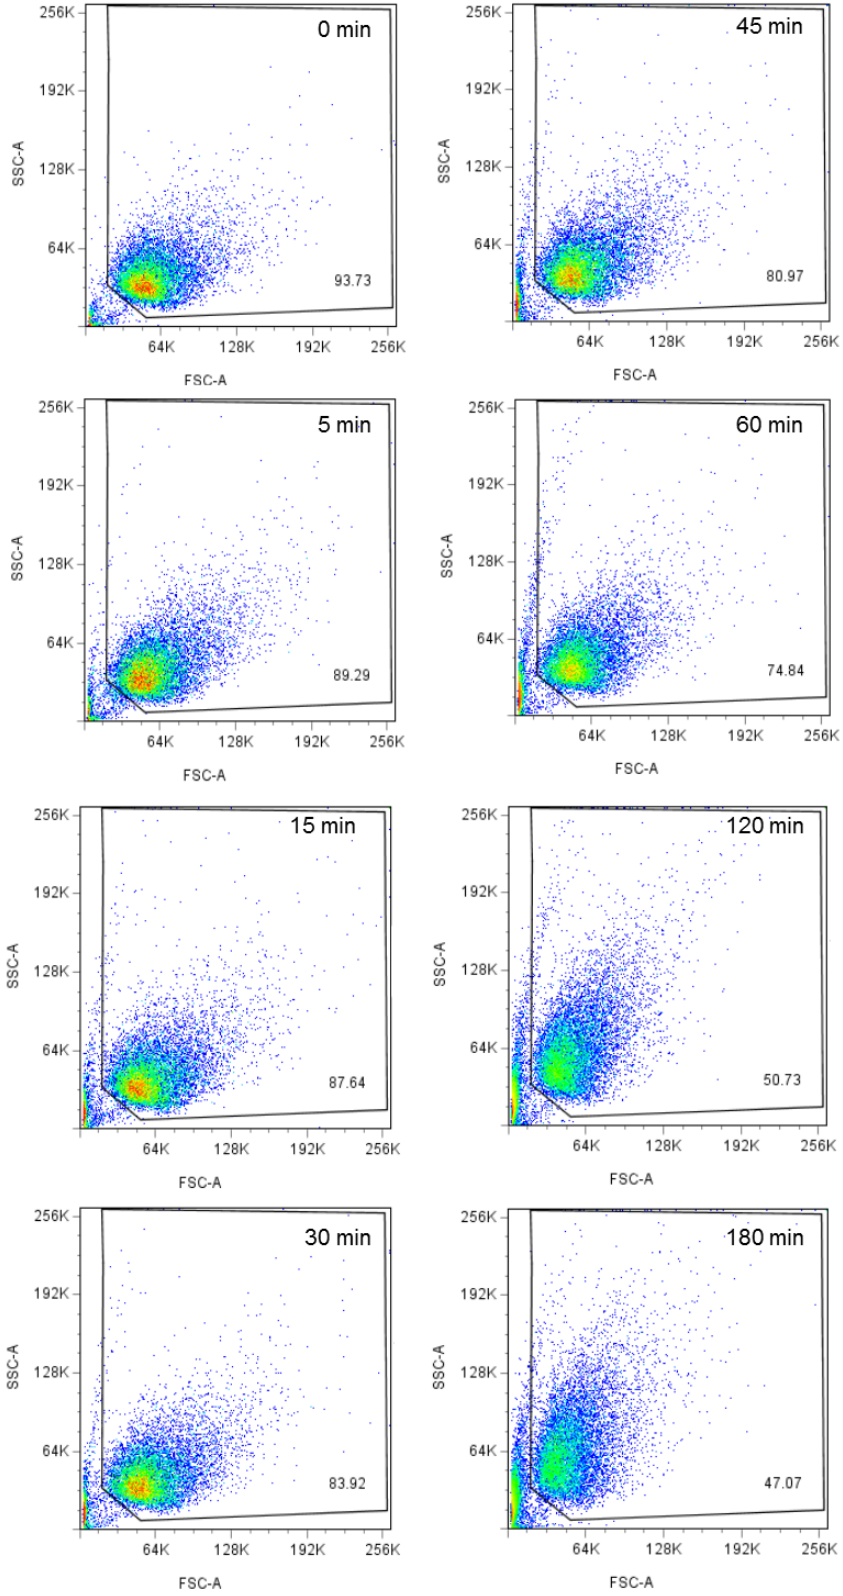 0 min
256K
192K
128K
64K
SSC-A
93.73
64K 128K 192K 256K
FSC-A
45 min
256K
192K
128K
64K
SSC-A
80.97
64K 128K 192K 256K
FSC-A
5 min
256K
192K
128K
64K
SSC-A
89.29
64K 128K 192K 256K
FSC-A
60 min
256K
192K
128K
64K
SSC-A
74.84
64K 128K 192K 256K
FSC-A
15 min
256K
192K
128K
64K
SSC-A
87.64
64K 128K 192K 256K
FSC-A
120 min
256K
192K
128K
64K
SSC-A
50.73
64K 128K 192K 256K
FSC-A
30 min
256K
192K
128K
64K
SSC-A
83.92
64K 128K 192K 256K
FSC-A
180 min
256K
192K
128K
64K
SSC-A
47.07
64K 128K 192K 256K
FSC-A